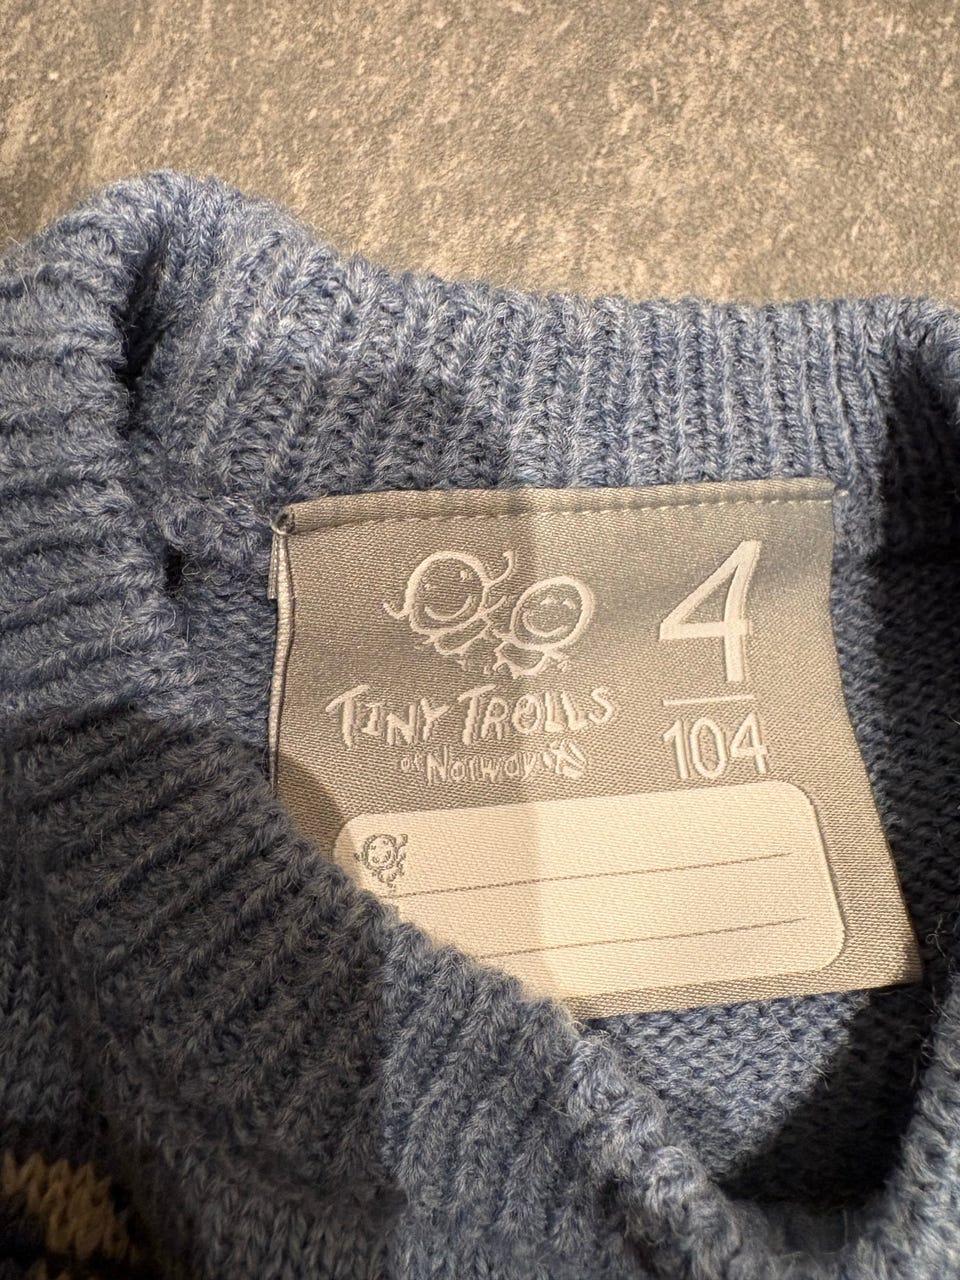 TINY TROLLS
of Norway
4
104